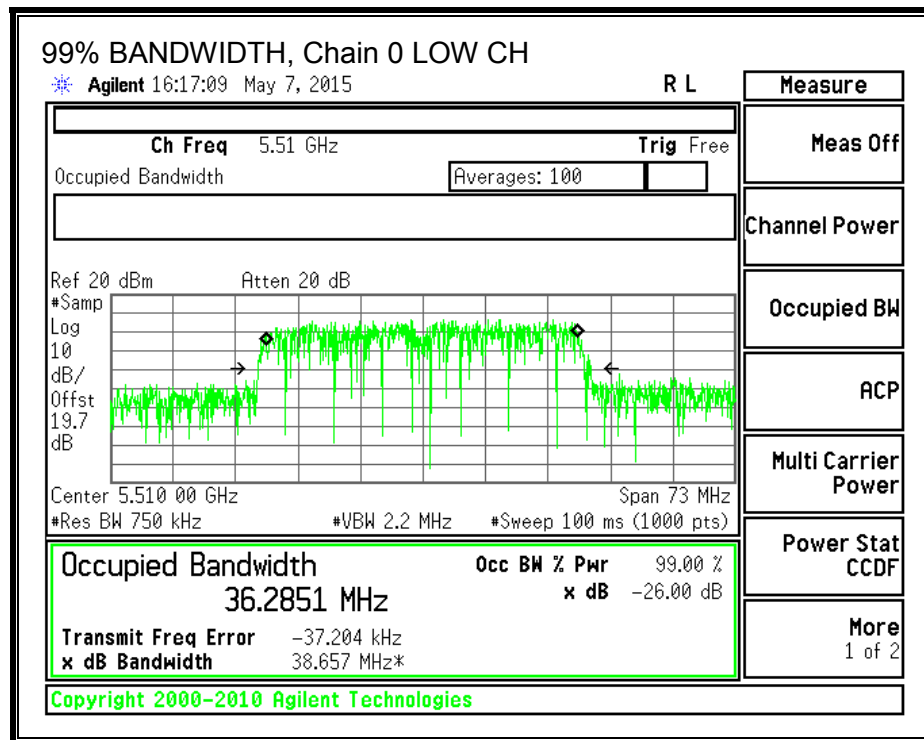 99% BANDWIDTH, Chain 0 LOW CH
Agilent 16:17:09 May 7, 2015 R L
Measure
Ch Freq 5.51 GHz Trig Free
Meas Off
Occupied Bandwidth Averages: 100
Channel Power
Ref 20 dBm Atten 20 dB
#Samp
Log
10
dB/
Offst
19.7
dB
Occupied BW
ACP
Multi Carrier
Power
Center 5.510 00 GHz Span 73 MHz
#Res BW 750 kHz #VBW 2.2 MHz #Sweep 100 ms (1000 pts)
Power Stat
CCDF
Occupied Bandwidth Occ BW % Pwr 99.00 %
36.2851 MHz x dB -26.00 dB
Transmit Freq Error -37.204 kHz
x dB Bandwidth 38.657 MHz*
More
1 of 2
Copyright 2000-2010 Agilent Technologies